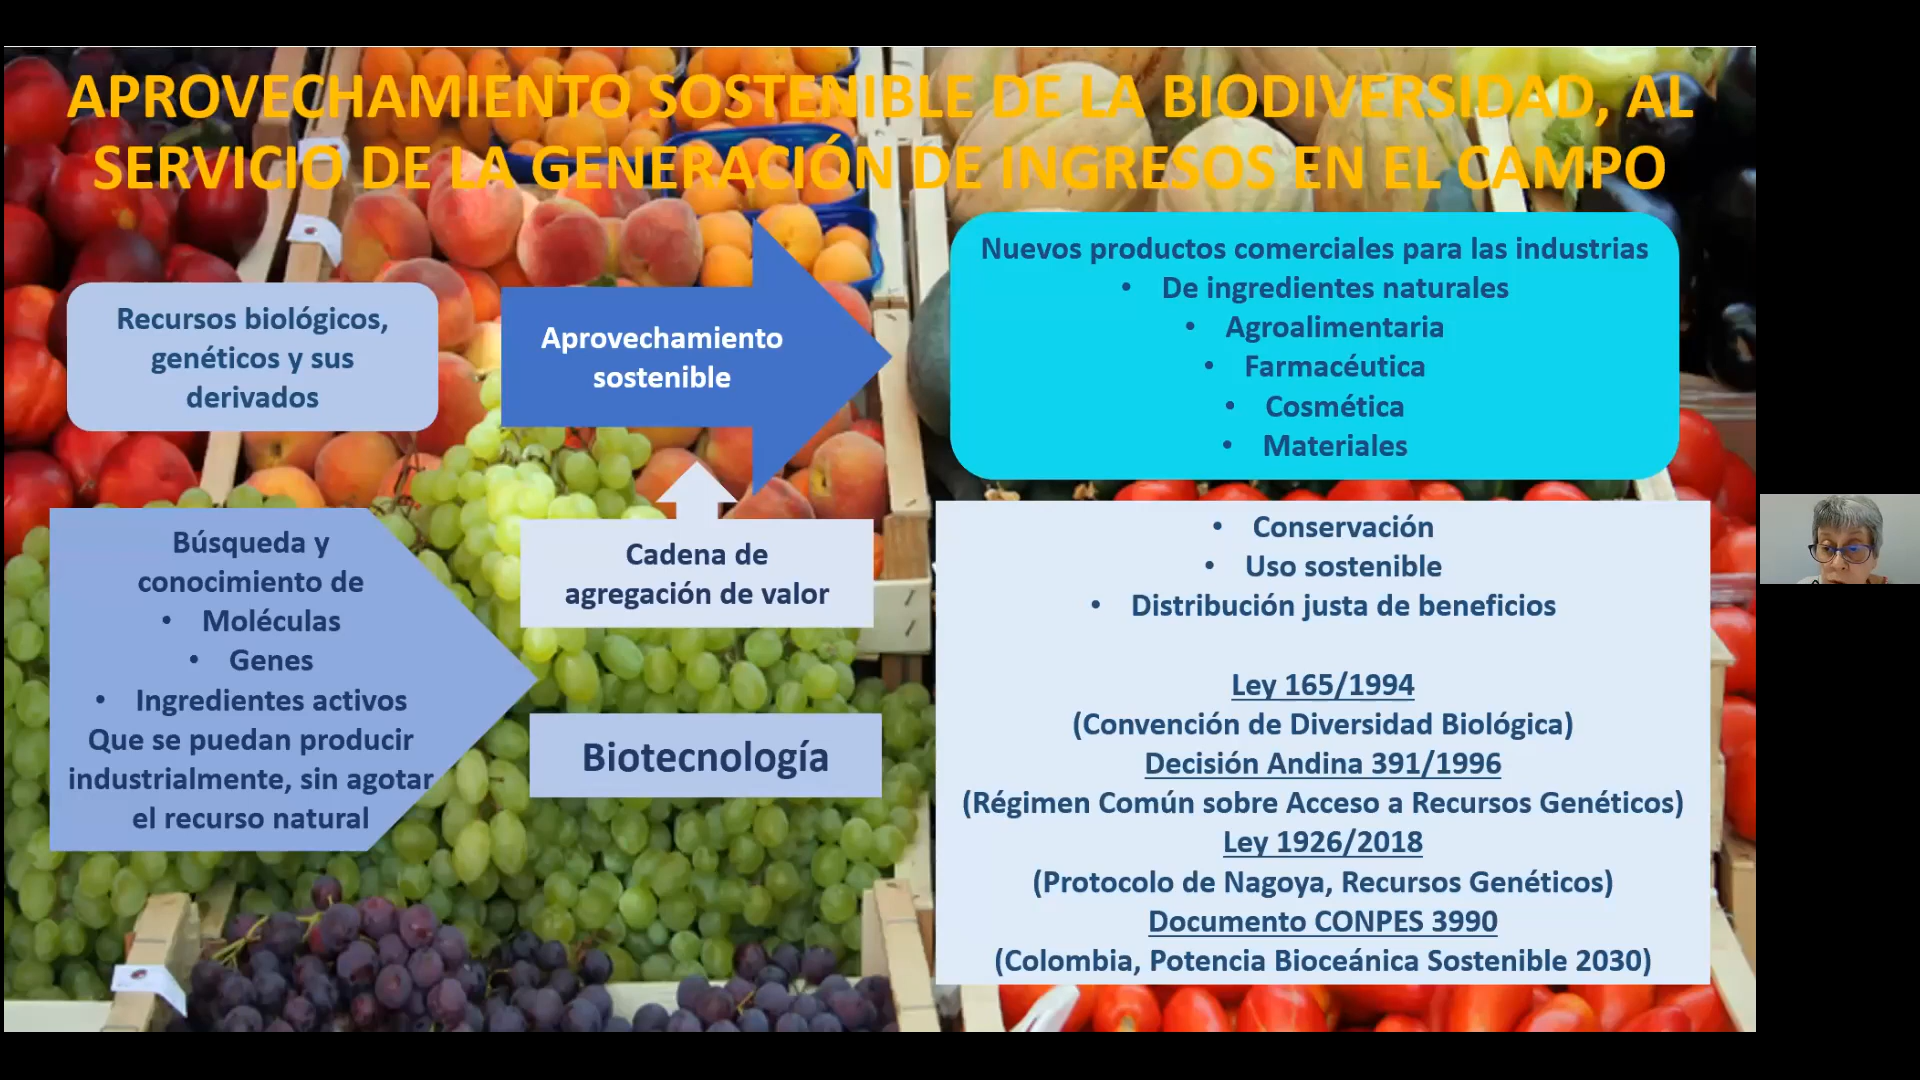 APROVECHAMIENTO SOSTENIBLE DE LA BIODIVERSIDAD, AL
SERVICIO DE LA GENERACIÓN DE INGRESOS EN EL CAMPO
Recursos biológicos,
genéticos y sus
derivados
Aprovechamiento
sostenible
Nuevos productos comerciales para las industrias
• De ingredientes naturales
• Agroalimentaria
• Farmacéutica
• Cosmética
• Materiales
Búsqueda y
conocimiento de
• Moléculas
• Genes
• Ingredientes activos
Que se puedan producir
industrialmente, sin agotar
el recurso natural
Cadena de
agregación de valor
Biotecnología
• Conservación
• Uso sostenible
• Distribución justa de beneficios
Ley 165/1994
(Convención de Diversidad Biológica)
Decisión Andina 391/1996
(Régimen Común sobre Acceso a Recursos Genéticos)
Ley 1926/2018
(Protocolo de Nagoya, Recursos Genéticos)
Documento CONPES 3990
(Colombia, Potencia Bioceánica Sostenible 2030)